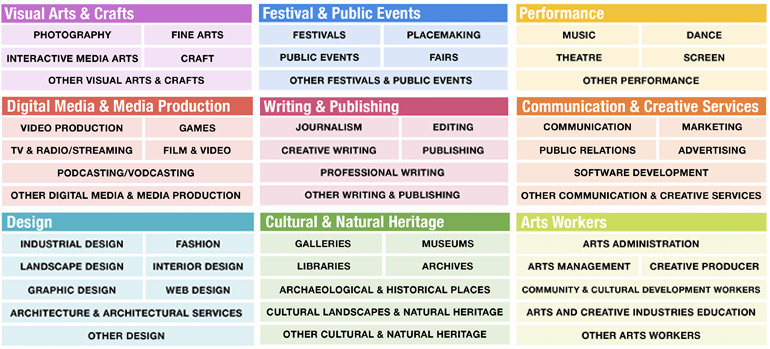 Visual Arts & Crafts
PHOTOGRAPHY
FINE ARTS
INTERACTIVE MEDIA ARTS
CRAFT
OTHER VISUAL ARTS & CRAFTS
Festival & Public Events
FESTIVALS
PLACEMAKING
PUBLIC EVENTS
FAIRS
OTHER FESTIVALS & PUBLIC EVENTS
Performance
MUSIC
DANCE
THEATRE
SCREEN
OTHER PERFORMANCE
Digital Media & Media Production
VIDEO PRODUCTION
GAMES
TV & RADIO/STREAMING
FILM & VIDEO
PODCASTING/VODCASTING
OTHER DIGITAL MEDIA & MEDIA PRODUCTION
Writing & Publishing
JOURNALISM
EDITING
CREATIVE WRITING
PUBLISHING
PROFESSIONAL WRITING
OTHER WRITING & PUBLISHING
Communication & Creative Services
COMMUNICATION
MARKETING
PUBLIC RELATIONS
ADVERTISING
SOFTWARE DEVELOPMENT
OTHER COMMUNICATION & CREATIVE SERVICES
Design
INDUSTRIAL DESIGN
FASHION
LANDSCAPE DESIGN
INTERIOR DESIGN
GRAPHIC DESIGN
WEB DESIGN
ARCHITECTURE & ARCHITECTURAL SERVICES
OTHER DESIGN
Cultural & Natural Heritage
GALLERIES
MUSEUMS
LIBRARIES
ARCHIVES
ARCHAEOLOGICAL & HISTORICAL PLACES
CULTURAL LANDSCAPES & NATURAL HERITAGE
OTHER CULTURAL & NATURAL HERITAGE
Arts Workers
ARTS ADMINISTRATION
ARTS MANAGEMENT
CREATIVE PRODUCER
COMMUNITY & CULTURAL DEVELOPMENT WORKERS
ARTS AND CREATIVE INDUSTRIES EDUCATION
OTHER ARTS WORKERS